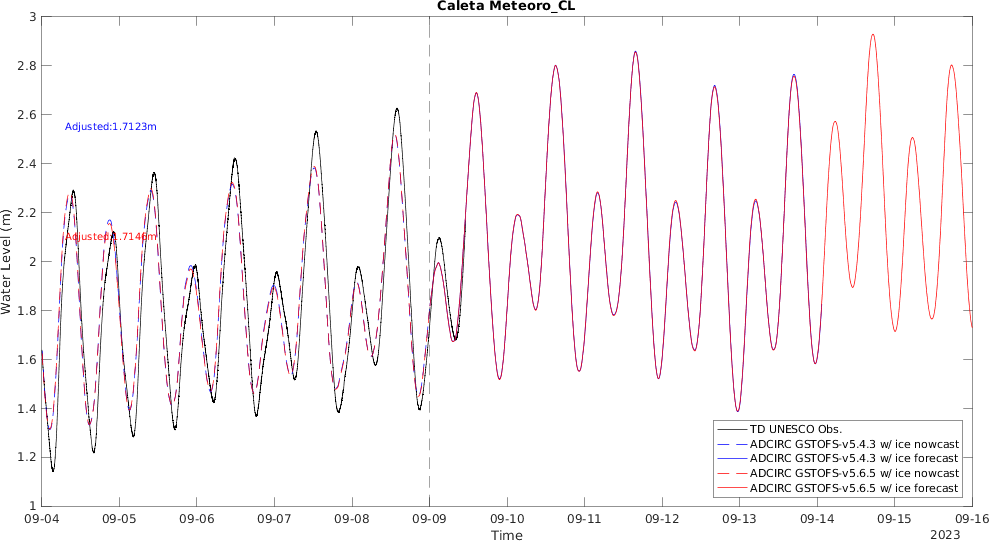 Caleta Meteoro_CL
3
2.8
2.6
2.4
2.2
2
1.8
1.6
1.4
1.2
1
Water Level (m)
Adjusted:1.7123m
Adjusted:1.7146m
TD UNESCO Obs.
ADCIRC GSTOFS-v5.4.3 w/ ice nowcast
ADCIRC GSTOFS-v5.4.3 w/ ice forecast
ADCIRC GSTOFS-v5.6.5 w/ ice nowcast
ADCIRC GSTOFS-v5.6.5 w/ ice forecast
09-04 09-05 09-06 09-07 09-08 09-09 09-10 09-11 09-12 09-13 09-14 09-15 09-16
Time
2023